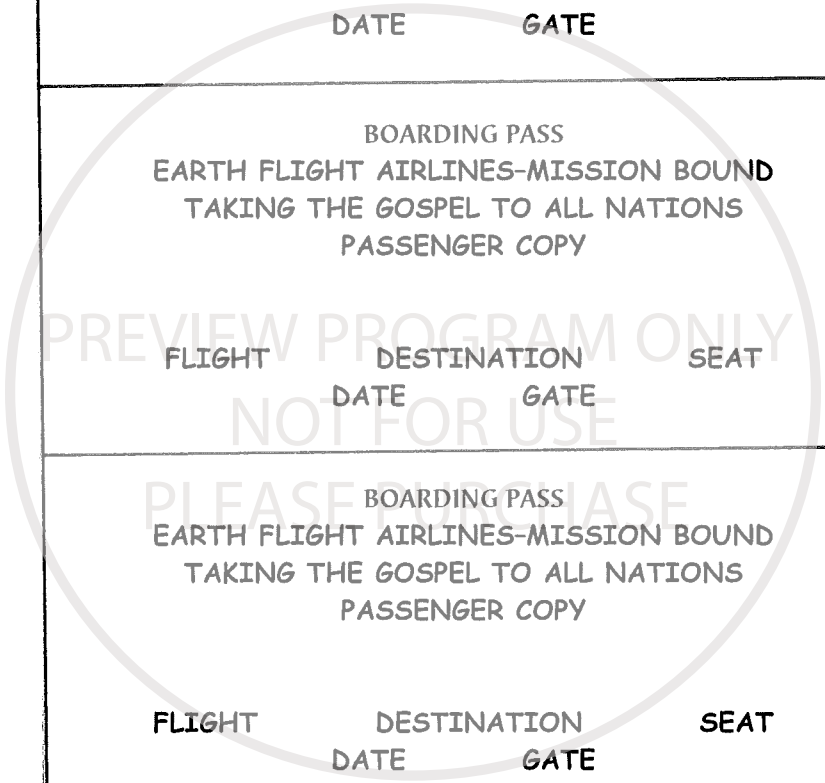 DATE GATE
BOARDING PASS
EARTH FLIGHT AIRLINES-MISSION BOUND
TAKING THE GOSPEL TO ALL NATIONS
PASSENGER COPY
PREVIEW PROGRAM ONLY
FLIGHT DESTINATION SEAT
DATE GATE
NOT FOR USE
PLEASE PURCHASE
BOARDING PASS
EARTH FLIGHT AIRLINES-MISSION BOUND
TAKING THE GOSPEL TO ALL NATIONS
PASSENGER COPY
FLIGHT DESTINATION SEAT
DATE GATE